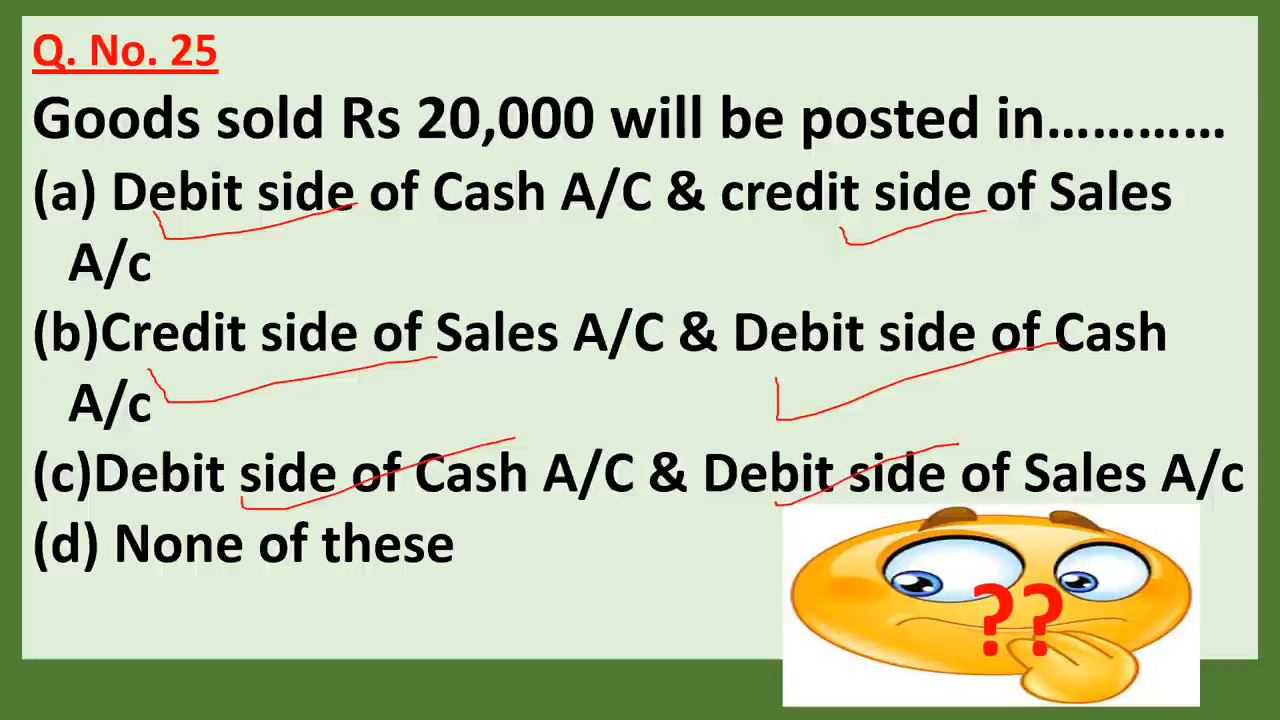 Q. No. 25
Goods sold Rs 20,000 will be posted in…………
(a) Debit side of Cash A/C & credit side of Sales
A/c
(b)Credit side of Sales A/C & Debit side of Cash
A/c
(c)Debit side of Cash A/C & Debit side of Sales A/c
(d) None of these
??